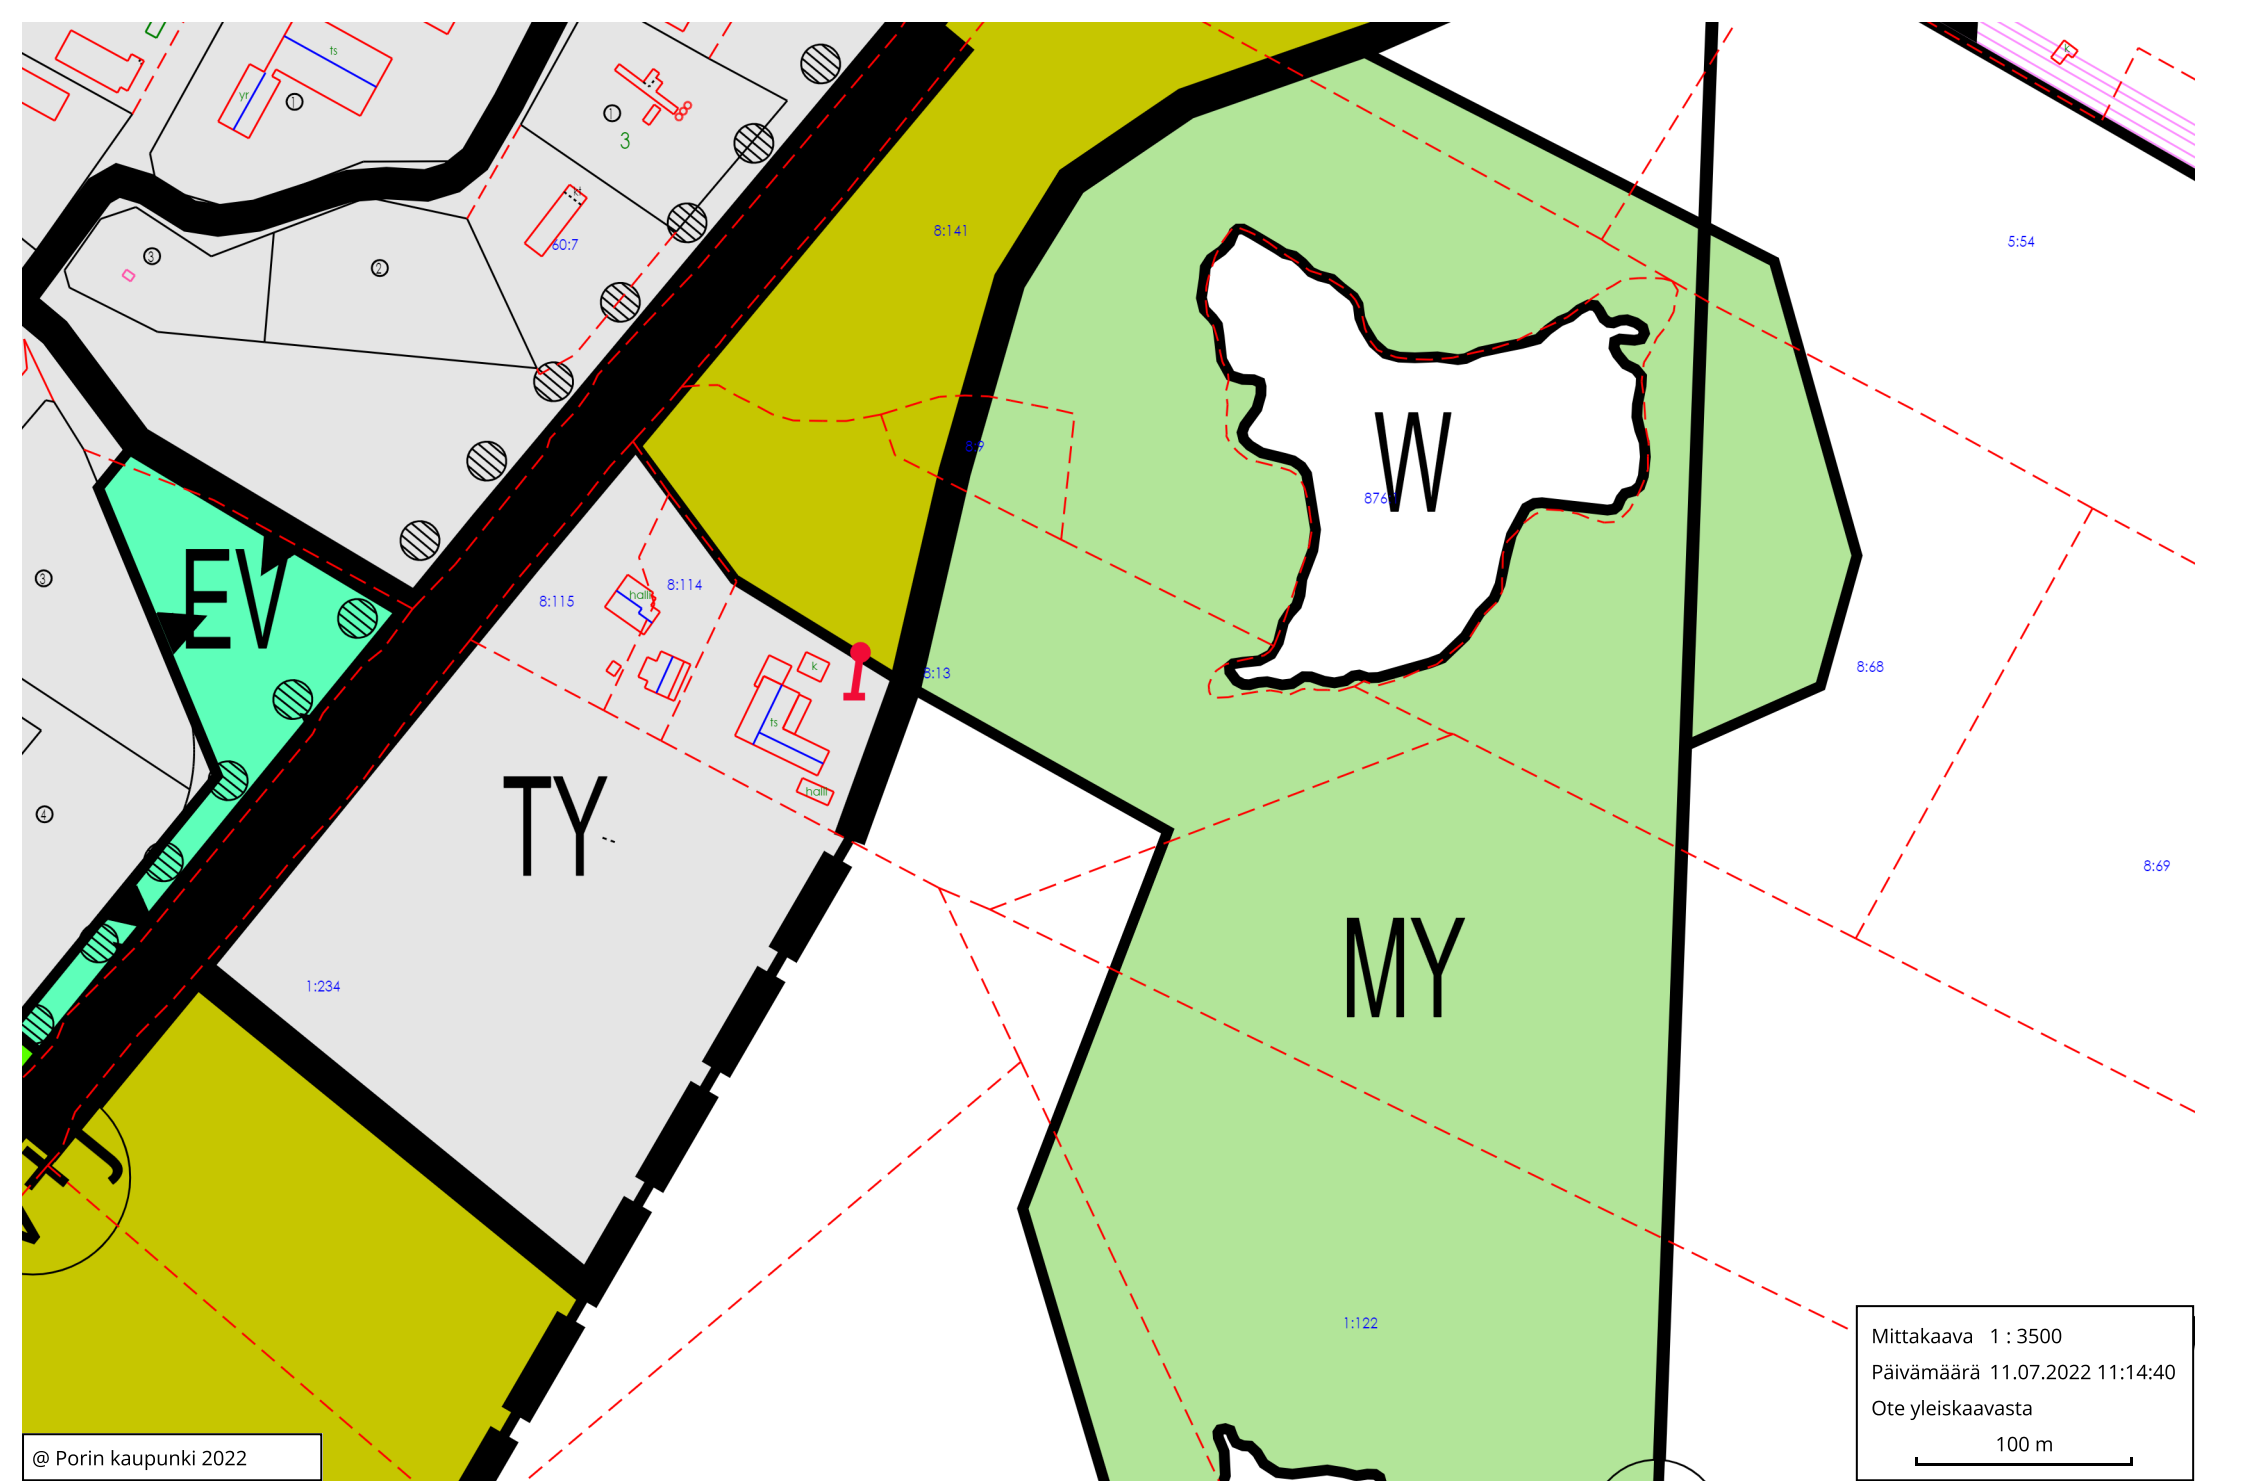 ts
k
yr
1
1
3
kt
60:7
8:141
5:54
3
2
8:9
W
876
EV
3
halli
8:114
8:115
k
8:13
8:68
ts
TY
halli
4
8:69
MY
1:234
1:122
Mittakaava 1 : 3500
Päivämäärä 11.07.2022 11:14:40
Ote yleiskaavasta
100 m
@ Porin kaupunki 2022